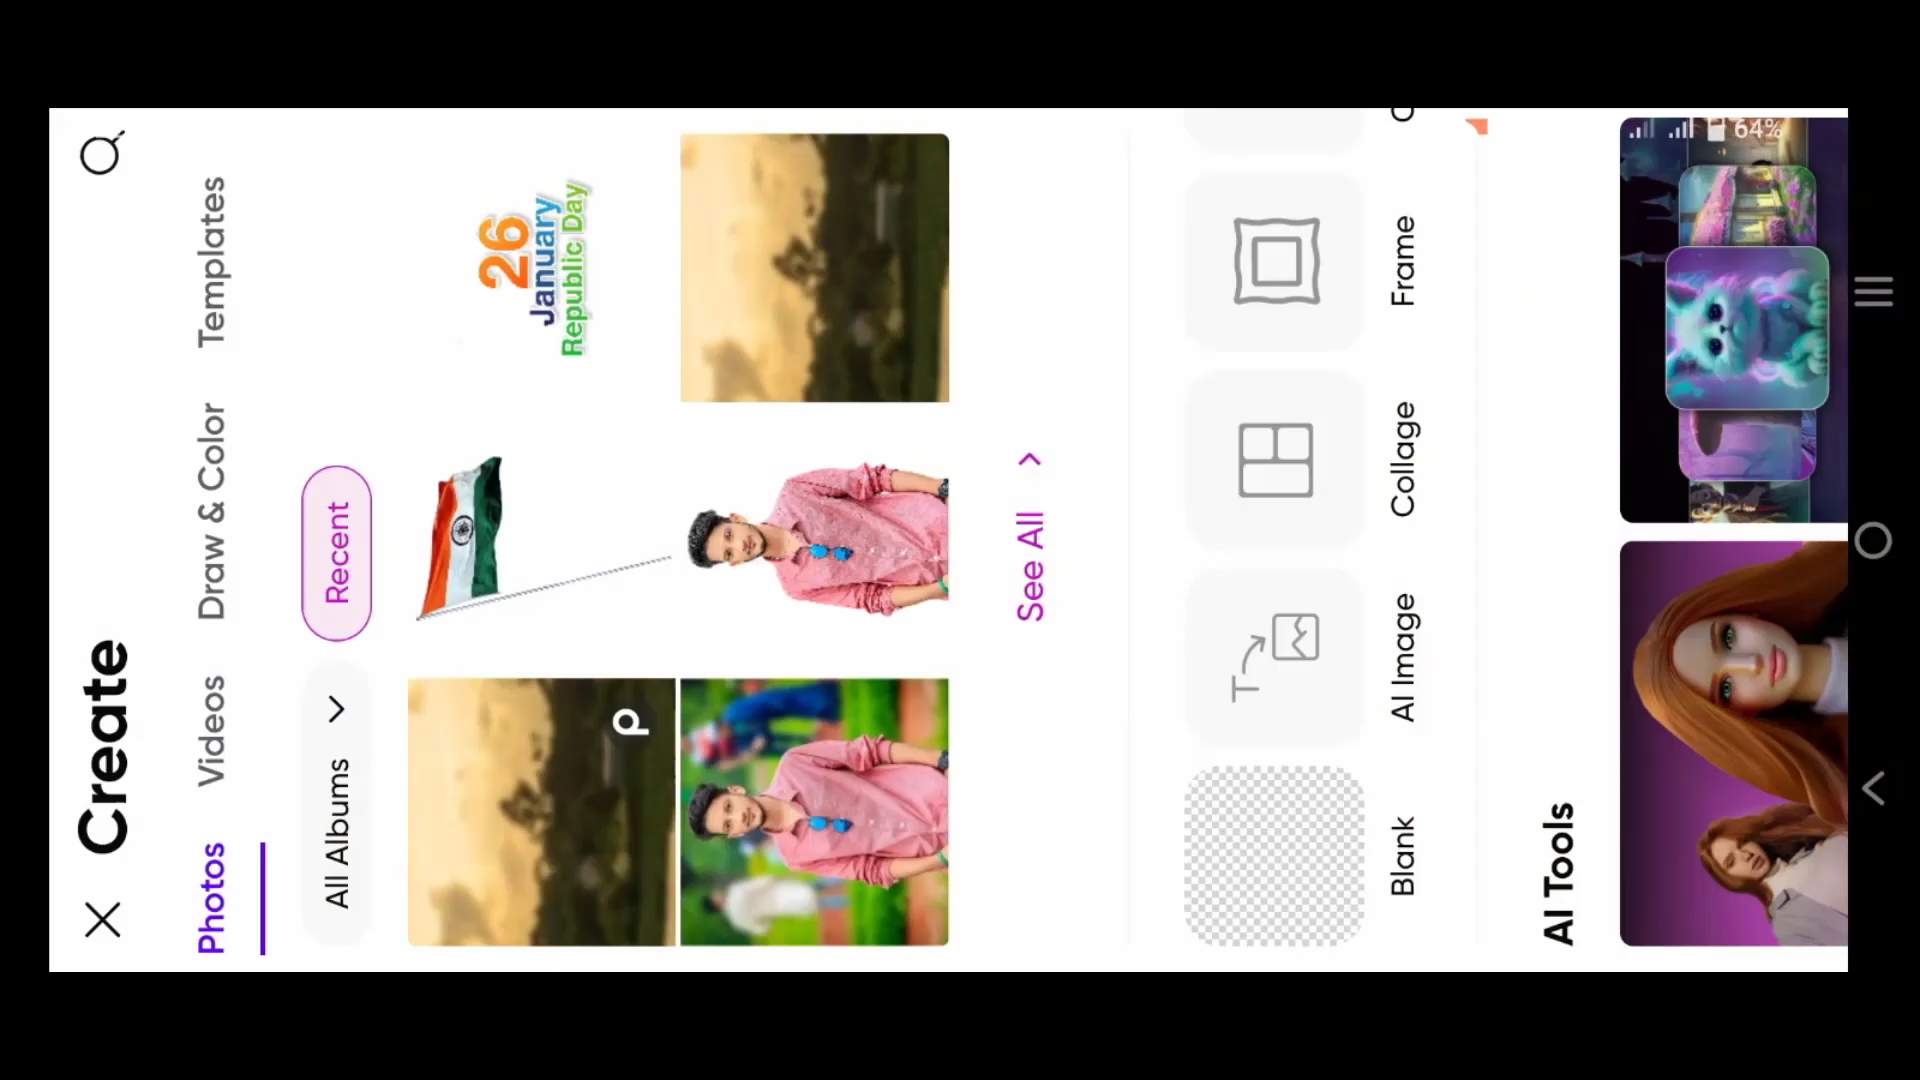 64%
Create
Photos Videos Draw & Color Templates
All Albums Recent
26
January
Republic Day
See All
Blank AI Image Collage Frame
AI Tools